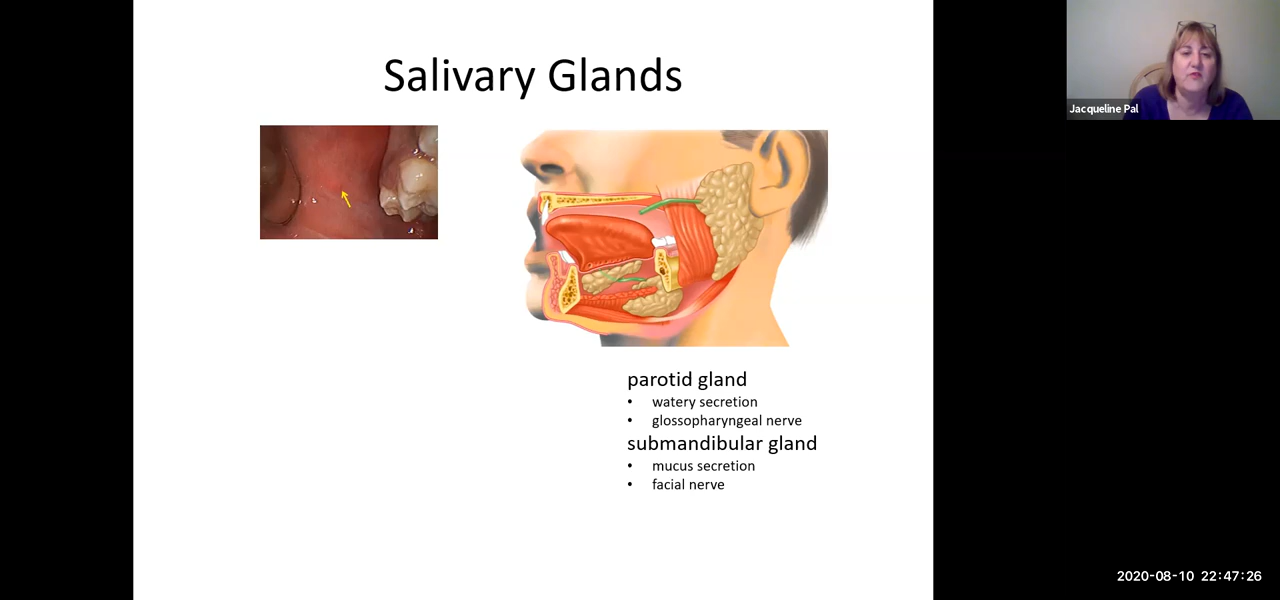 Salivary Glands
Jacqueline Pal
parotid gland
• watery secretion
• glossopharyngeal nerve
submandibular gland
• mucus secretion
• facial nerve
2020-08-10 22:47:26